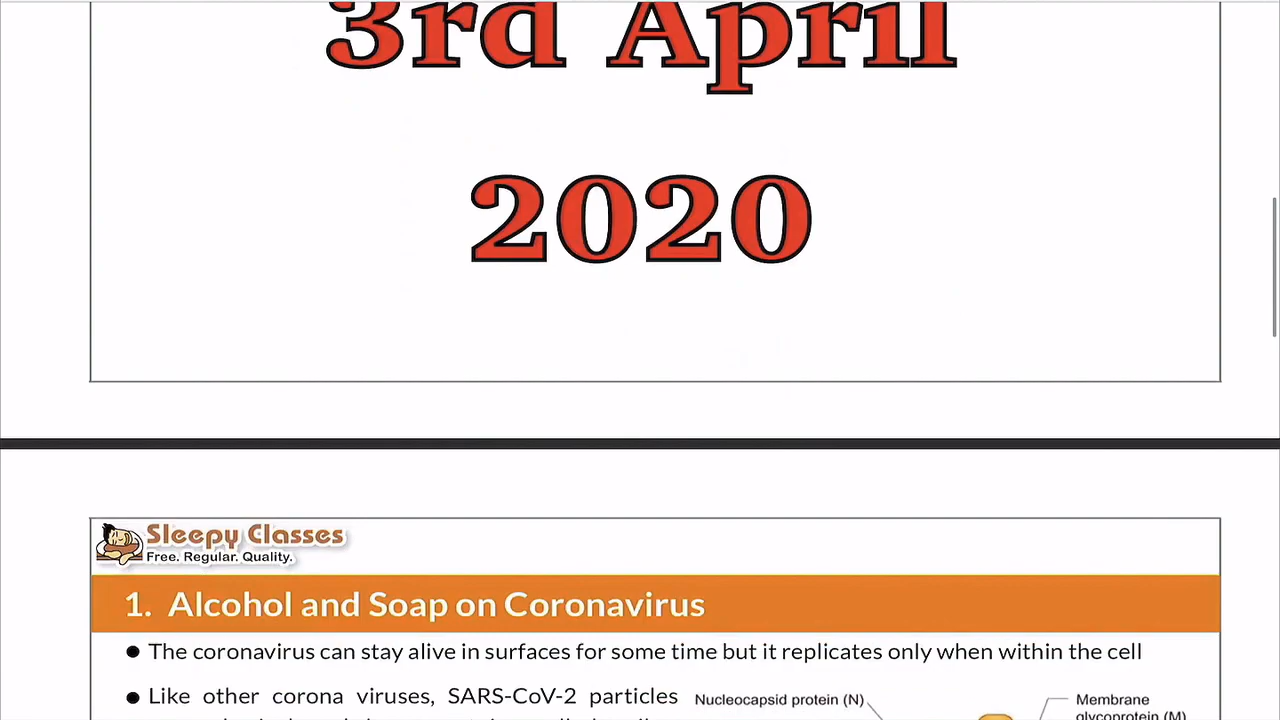 3rd April
2020
Sleepy Classes
Free. Regular. Quality.
1. Alcohol and Soap on Coronavirus
● The coronavirus can stay alive in surfaces for some time but it replicates only when within the cell
● Like other corona viruses, SARS-CoV-2 particles
Nucleocapsid protein (N)
Membrane
glycoprotein (M)